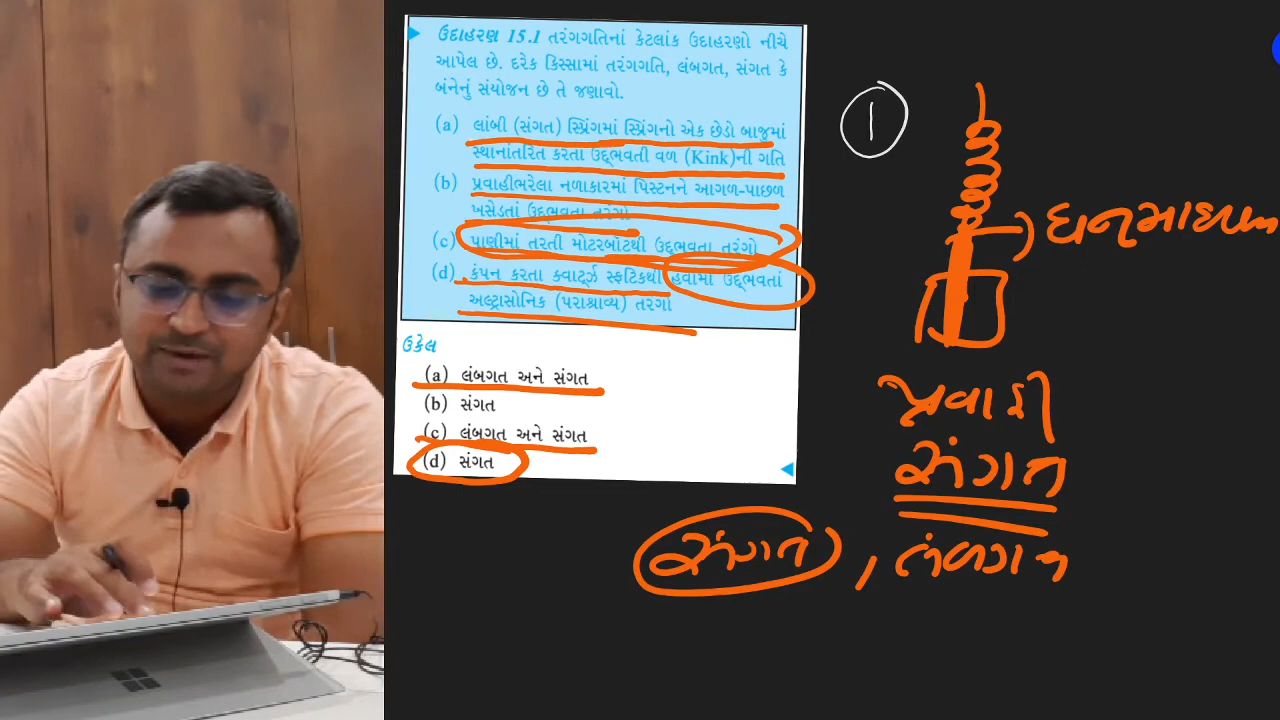 ઉદાહરણ 15.1 તરંગગતિનાં કેટલાંક ઉદાહરણો નીચે
આપેલ છે. દરેક કિસ્સામાં તરંગગતિ, લંબગત, સંગત કે
બંનેનું સંયોજન છે તે જણાવો.
(a) લાંબી (સંગત) સ્પ્રિંગમાં સ્પ્રિંગનો એક છેડો બાજુમાં
સ્થાનાંતરિત કરતા ઉદ્ભવતી વળ (Kink)ની ગતિ
(b) પ્રવાહીભરેલા નળાકારમાં પિસ્ટનને આગળ-પાછળ
ખસેડતાં ઉદ્ભવતા તરંગો
(c) પાણીમાં તરતી મોટરબોટથી ઉદ્ભવતા તરંગો
(d) કંપન કરતા ક્વાર્ટ્ઝ સ્ફટિકથી હવામાં ઉદ્ભવતાં
અલ્ટ્રાસોનિક (પરાશ્રાવ્ય) તરંગો
ઉકેલ
(a) લંબગત અને સંગત
(b) સંગત
(c) લંબગત અને સંગત
(d) સંગત
1
પ્રવાહી
સંગત
સંગત, લંબગત